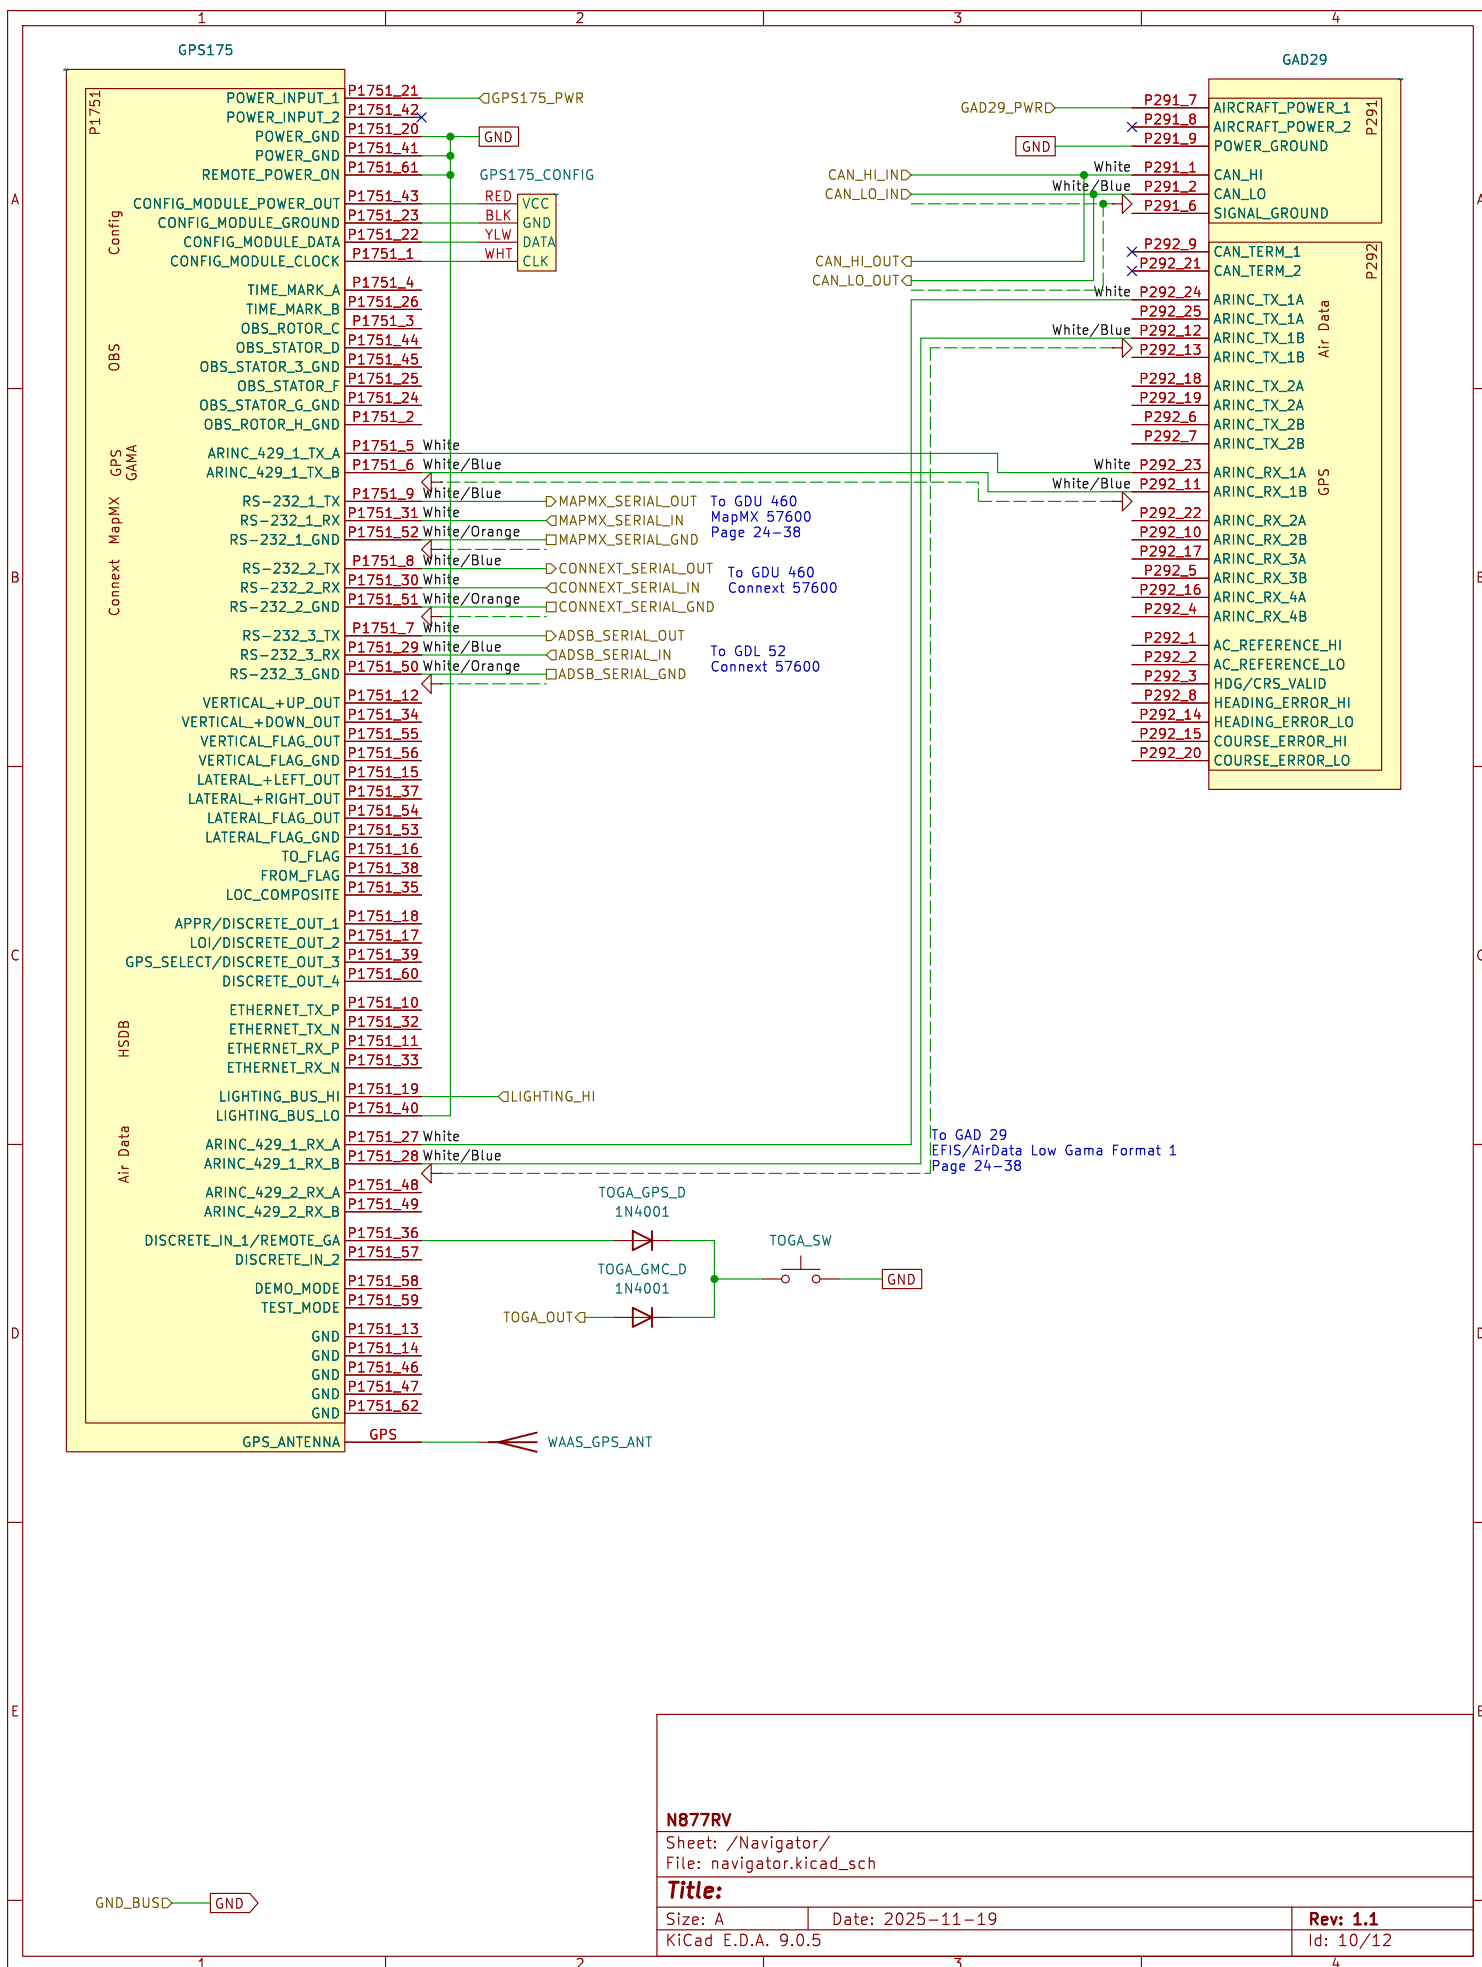 1
2
3
4
A
B
C
D
E
GPS175
P1751
Config
OBS
GPS
GAMA
MapMX
Connext
HSDB
Air Data
POWER_INPUT_1 P1751_21 GPS175_PWR
POWER_INPUT_2 P1751_42
POWER_GND P1751_20 GND
POWER_GND P1751_41
REMOTE_POWER_ON P1751_61
GPS175_CONFIG
CONFIG_MODULE_POWER_OUT P1751_43 RED VCC
CONFIG_MODULE_GROUND P1751_23 BLK GND
CONFIG_MODULE_DATA P1751_22 YLW DATA
CONFIG_MODULE_CLOCK P1751_1 WHT CLK
TIME_MARK_A P1751_4
TIME_MARK_B P1751_26
OBS_ROTOR_C P1751_3
OBS_STATOR_D P1751_44
OBS_STATOR_3_GND P1751_45
OBS_STATOR_F P1751_25
OBS_STATOR_G_GND P1751_24
OBS_ROTOR_H_GND P1751_2
ARINC_429_1_TX_A P1751_5 White
ARINC_429_1_TX_B P1751_6 White/Blue
RS-232_1_TX P1751_9 White/Blue MAPMX_SERIAL_OUT
RS-232_1_RX P1751_31 White MAPMX_SERIAL_IN
RS-232_1_GND P1751_52 White/Orange MAPMX_SERIAL_GND
To GDU 460
MapMX 57600
Page 24-38
RS-232_2_TX P1751_8 White/Blue CONNEXT_SERIAL_OUT
RS-232_2_RX P1751_30 White CONNEXT_SERIAL_IN
RS-232_2_GND P1751_51 White/Orange CONNEXT_SERIAL_GND
To GDU 460
Connext 57600
RS-232_3_TX P1751_7 White ADSB_SERIAL_OUT
RS-232_3_RX P1751_29 White/Blue ADSB_SERIAL_IN
RS-232_3_GND P1751_50 White/Orange ADSB_SERIAL_GND
To GDL 52
Connext 57600
VERTICAL_+UP_OUT P1751_12
VERTICAL_+DOWN_OUT P1751_34
VERTICAL_FLAG_OUT P1751_55
VERTICAL_FLAG_GND P1751_56
LATERAL_+LEFT_OUT P1751_15
LATERAL_+RIGHT_OUT P1751_37
LATERAL_FLAG_OUT P1751_54
LATERAL_FLAG_GND P1751_53
TO_FLAG P1751_16
FROM_FLAG P1751_38
LOC_COMPOSITE P1751_35
APPR/DISCRETE_OUT_1 P1751_18
LOI/DISCRETE_OUT_2 P1751_17
GPS_SELECT/DISCRETE_OUT_3 P1751_39
DISCRETE_OUT_4 P1751_60
ETHERNET_TX_P P1751_10
ETHERNET_TX_N P1751_32
ETHERNET_RX_P P1751_11
ETHERNET_RX_N P1751_33
LIGHTING_BUS_HI P1751_19 LIGHTING_HI
LIGHTING_BUS_LO P1751_40
ARINC_429_1_RX_A P1751_27 White
ARINC_429_1_RX_B P1751_28 White/Blue
To GAD 29
EFIS/AirData Low Gama Format 1
Page 24-38
ARINC_429_2_RX_A P1751_48
ARINC_429_2_RX_B P1751_49
DISCRETE_IN_1/REMOTE_GA P1751_36
DISCRETE_IN_2 P1751_57
DEMO_MODE P1751_58
TEST_MODE P1751_59
GND P1751_13
GND P1751_14
GND P1751_46
GND P1751_47
GND P1751_62
GPS_ANTENNA GPS WAAS_GPS_ANT
TOGA_GPS_D
1N4001
TOGA_GMC_D
1N4001
TOGA_OUT
TOGA_SW
GND
GAD29
P291
GAD29_PWR P291_7 AIRCRAFT_POWER_1
P291_8 AIRCRAFT_POWER_2
GND P291_9 POWER_GROUND
CAN_HI_IN White P291_1 CAN_HI
CAN_LO_IN White/Blue P291_2 CAN_LO
P291_6 SIGNAL_GROUND
P292
P292_9 CAN_TERM_1
CAN_HI_OUT
P292_21 CAN_TERM_2
CAN_LO_OUT
Air Data
White P292_24 ARINC_TX_1A
P292_25 ARINC_TX_1A
White/Blue P292_12 ARINC_TX_1B
P292_13 ARINC_TX_1B
P292_18 ARINC_TX_2A
P292_19 ARINC_TX_2A
P292_6 ARINC_TX_2B
P292_7 ARINC_TX_2B
GPS
White P292_23 ARINC_RX_1A
White/Blue P292_11 ARINC_RX_1B
P292_22 ARINC_RX_2A
P292_10 ARINC_RX_2B
P292_17 ARINC_RX_3A
P292_5 ARINC_RX_3B
P292_16 ARINC_RX_4A
P292_4 ARINC_RX_4B
P292_1 AC_REFERENCE_HI
P292_2 AC_REFERENCE_LO
P292_3 HDG/CRS_VALID
P292_8 HEADING_ERROR_HI
P292_14 HEADING_ERROR_LO
P292_15 COURSE_ERROR_HI
P292_20 COURSE_ERROR_LO
GND_BUS GND
N877RV
Sheet: /Navigator/
File: navigator.kicad_sch
Title:
Size: A Date: 2025-11-19 Rev: 1.1
KiCad E.D.A. 9.0.5 Id: 10/12
1
2
3
4